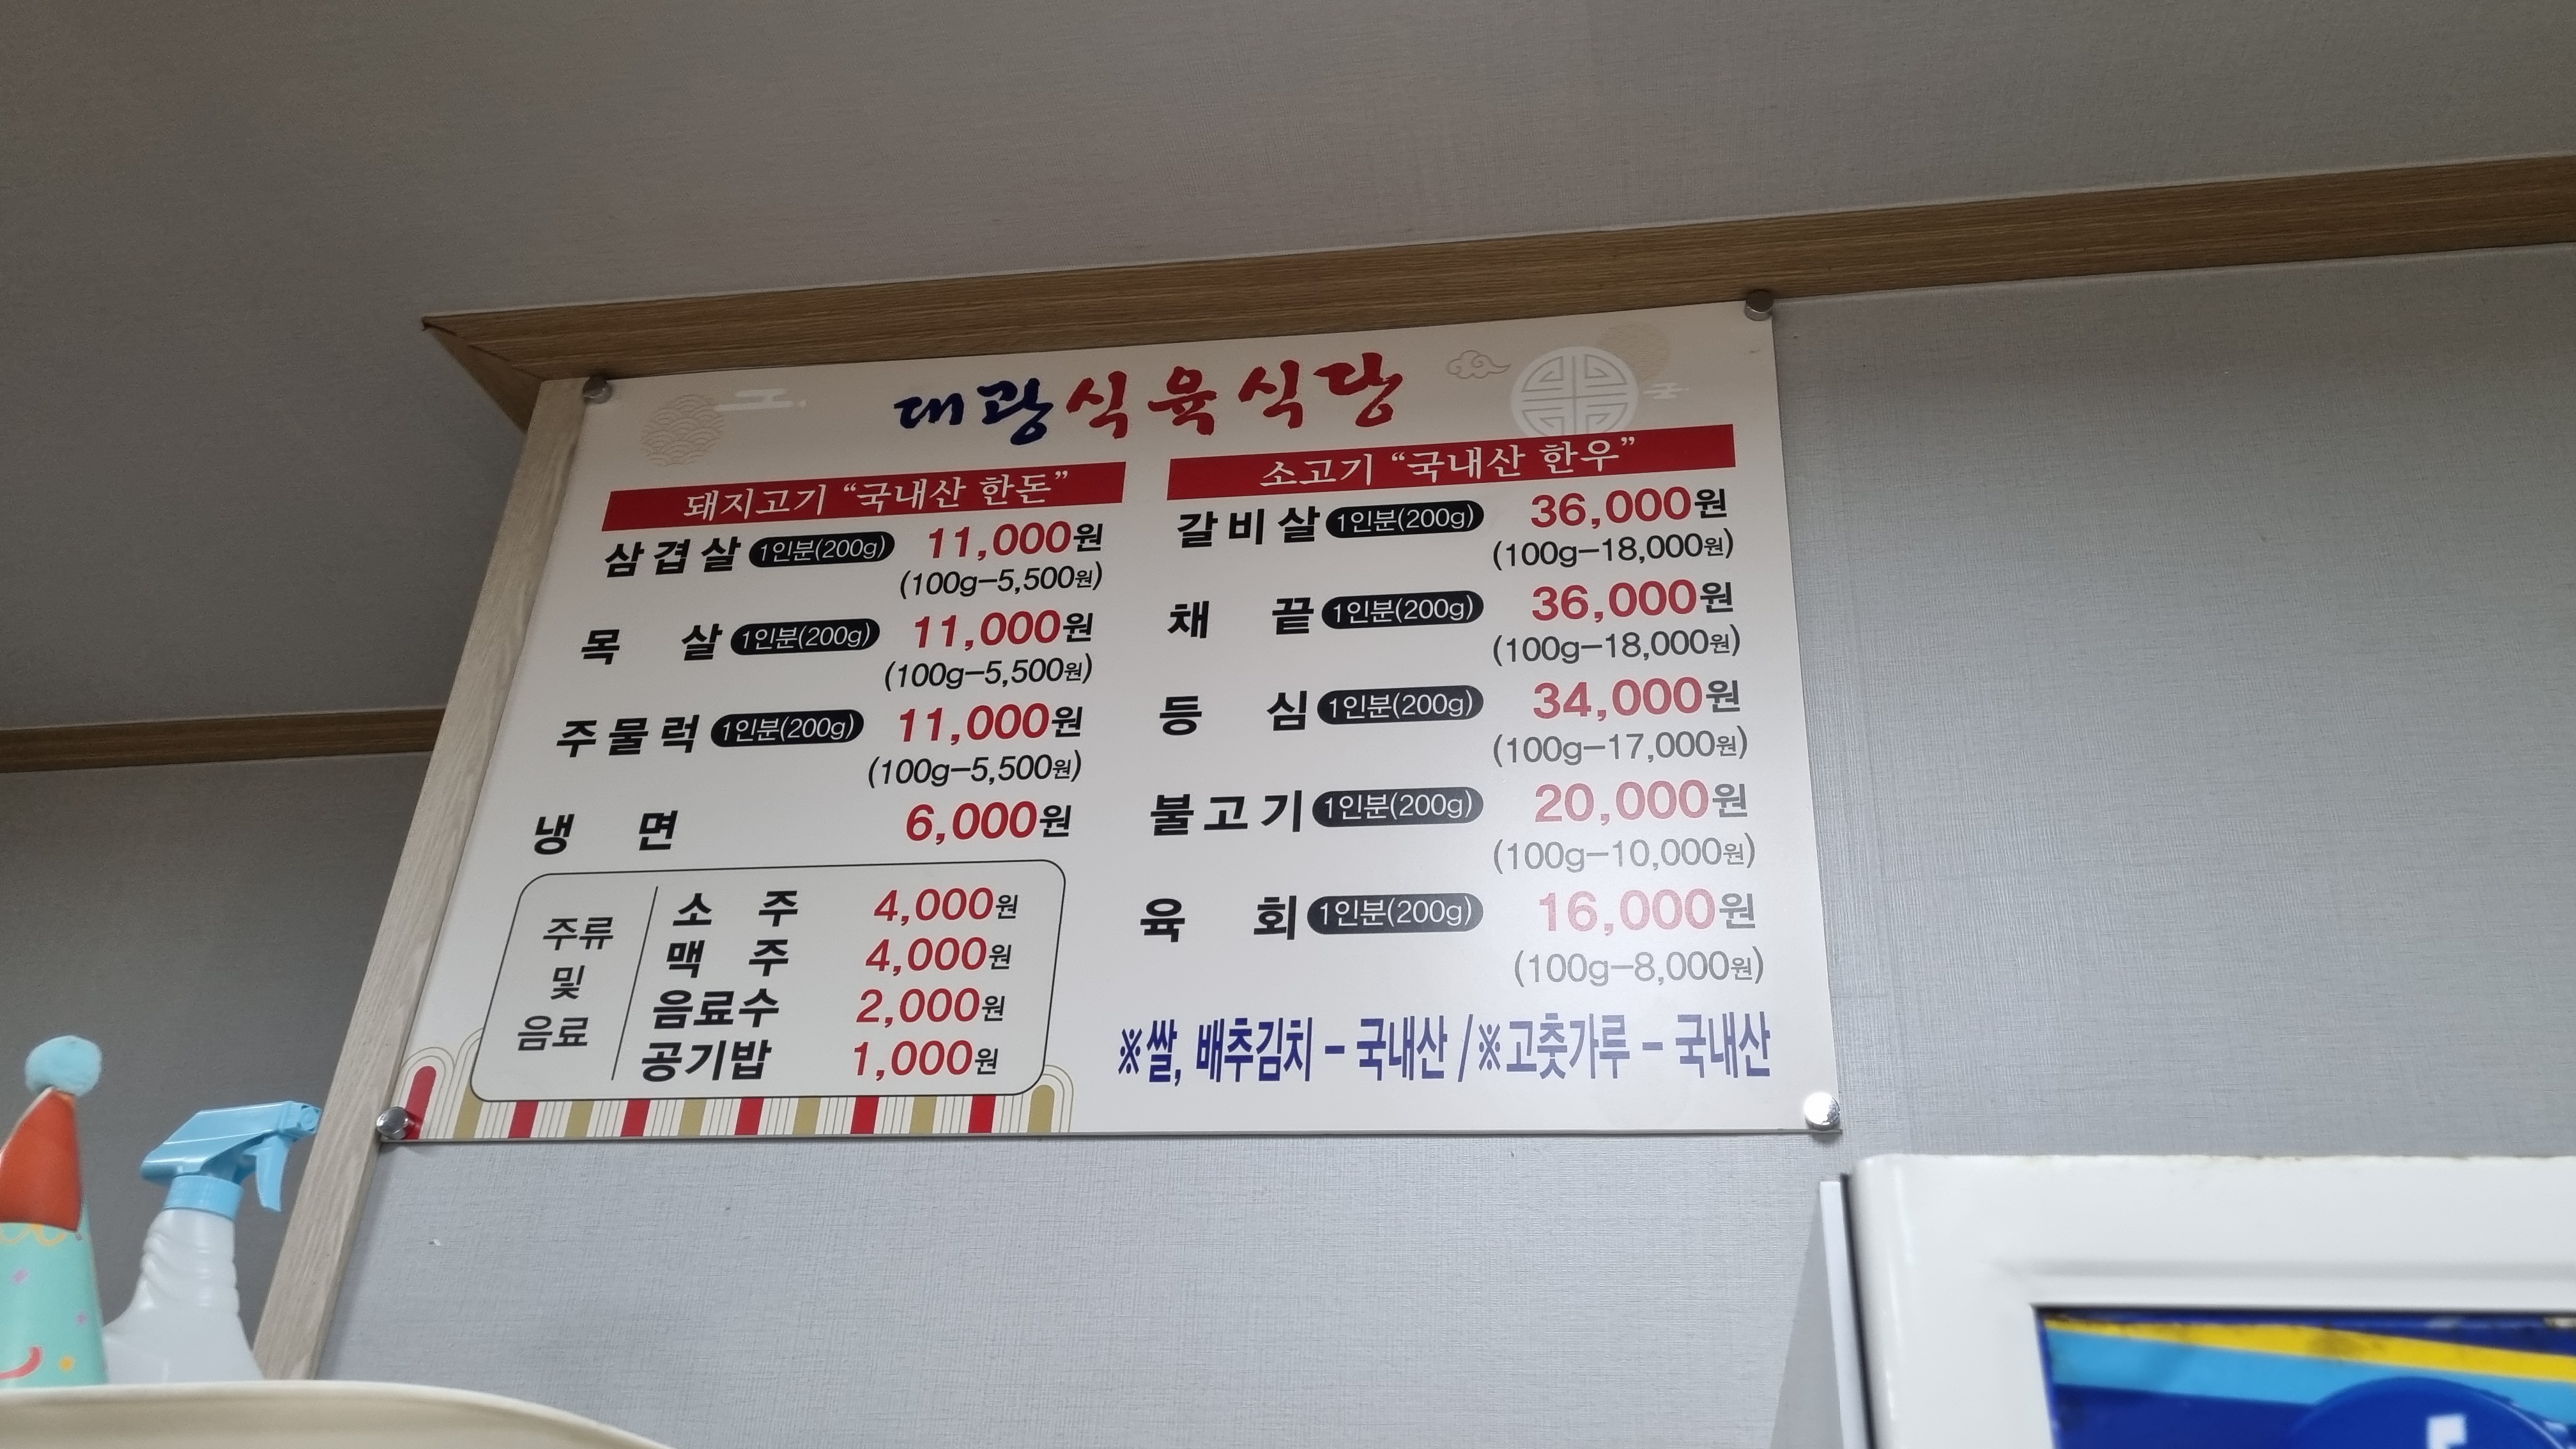 대광식육식당
돼지고기 “국내산 한돈”
삼겹살 1인분(200g) 11,000원
(100g−5,500원)
목 살 1인분(200g) 11,000원
(100g−5,500원)
주물럭 1인분(200g) 11,000원
(100g−5,500원)
냉 면 6,000원
주류
및
음료
소 주 4,000원
맥 주 4,000원
음료수 2,000원
공기밥 1,000원
소고기 “국내산 한우”
갈비살 1인분(200g) 36,000원
(100g−18,000원)
채 끝 1인분(200g) 36,000원
(100g−18,000원)
등 심 1인분(200g) 34,000원
(100g−17,000원)
불고기 1인분(200g) 20,000원
(100g−10,000원)
육 회 1인분(200g) 16,000원
(100g−8,000원)
※쌀, 배추김치 − 국내산 /※고춧가루 − 국내산